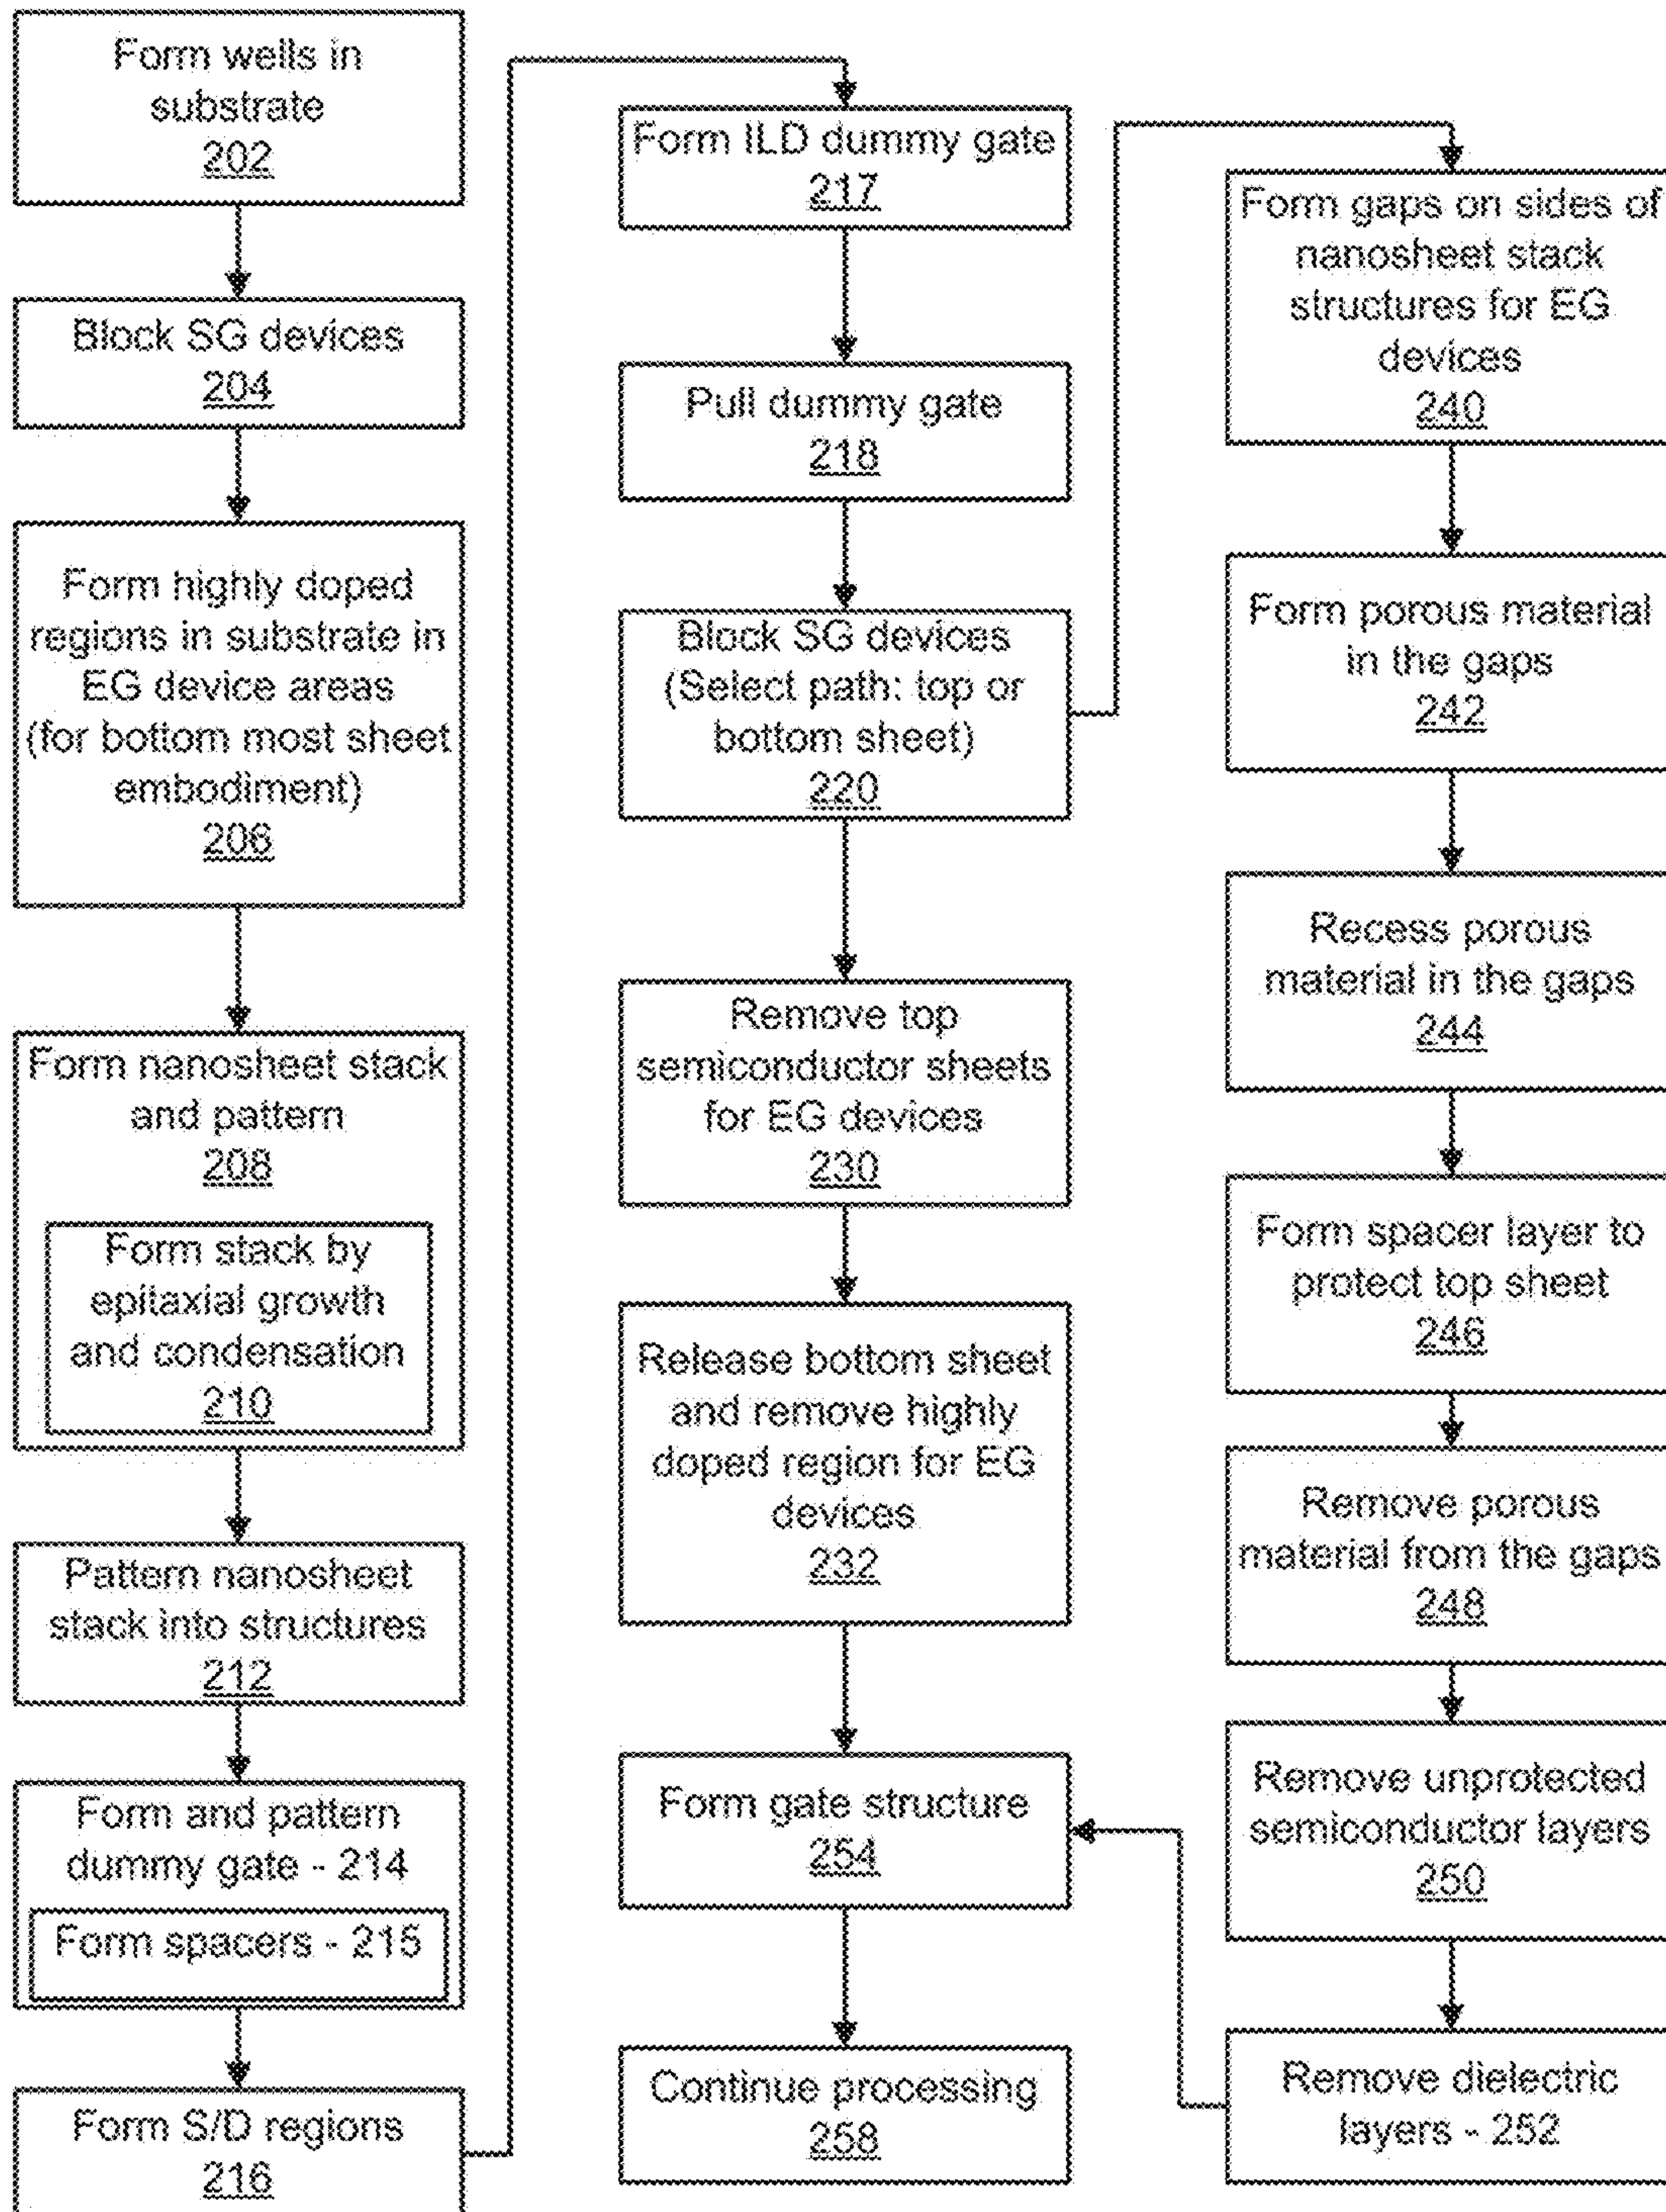 Form wells in
substrate
202
Block SG devices
204
Form highly doped
regions in substrate in
EG device areas
(for bottom most sheet
embodiment)
206
Form nanosheet stack
and pattern
208
Form stack by
epitaxial growth
and condensation
210
Pattern nanosheet
stack into structures
212
Form and pattern
dummy gate - 214
Form spacers - 215
Form S/D regions
216
Form ILD dummy gate
217
Pull dummy gate
218
Block SG devices
(Select path: top or
bottom sheet)
220
Remove top
semiconductor sheets
for EG devices
230
Release bottom sheet
and remove highly
doped region for EG
devices
232
Form gate structure
254
Continue processing
258
Form gaps on sides of
nanosheet stack
structures for EG
devices
240
Form porous material
in the gaps
242
Recess porous
material in the gaps
244
Form spacer layer to
protect top sheet
246
Remove porous
material from the gaps
248
Remove unprotected
semiconductor layers
250
Remove dielectric
layers - 252